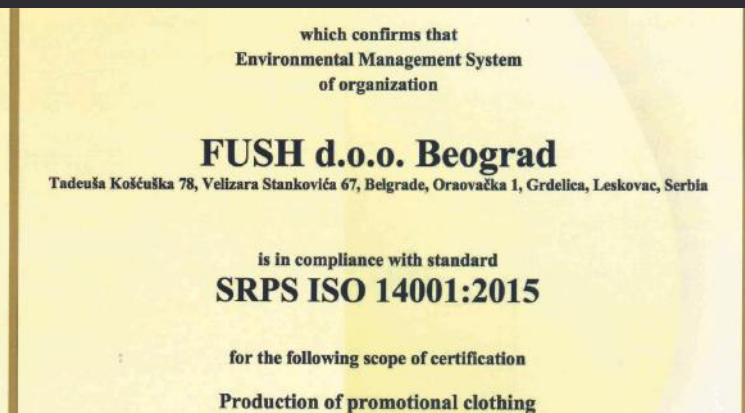 which confirms that
Environmental Management System
of organization
FUSH d.o.o. Beograd
Tadeuša Košćuška 78, Velizara Stankovića 67, Belgrade, Oraovačka 1, Grdelica, Leskovac, Serbia
is in compliance with standard
SRPS ISO 14001:2015
for the following scope of certification
Production of promotional clothing